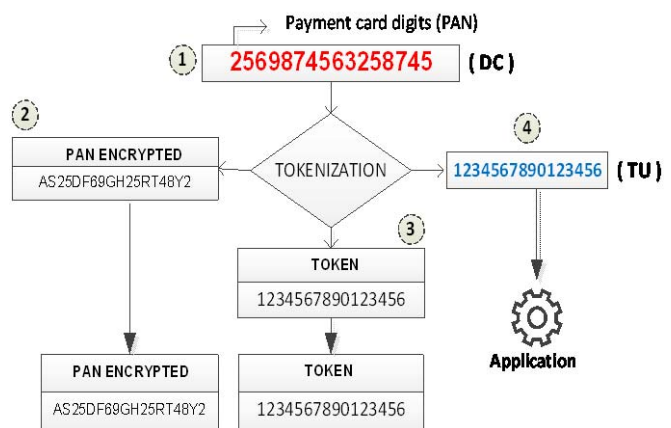 Payment card digits (PAN)
1
2569874563258745
(DC)
2
PAN ENCRYPTED
AS25DF69GH25RT48Y2
TOKENIZATION
4
1234567890123456
(TU)
3
TOKEN
1234567890123456
Application
PAN ENCRYPTED
AS25DF69GH25RT48Y2
TOKEN
1234567890123456